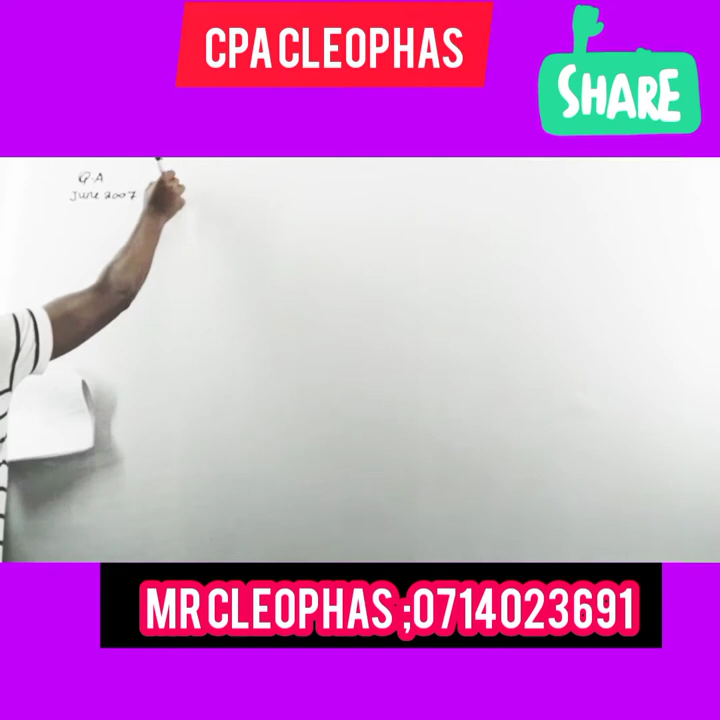 CPA CLEOPHAS
SHARE
Q.A
June 2007
MR CLEOPHAS ;0714023691